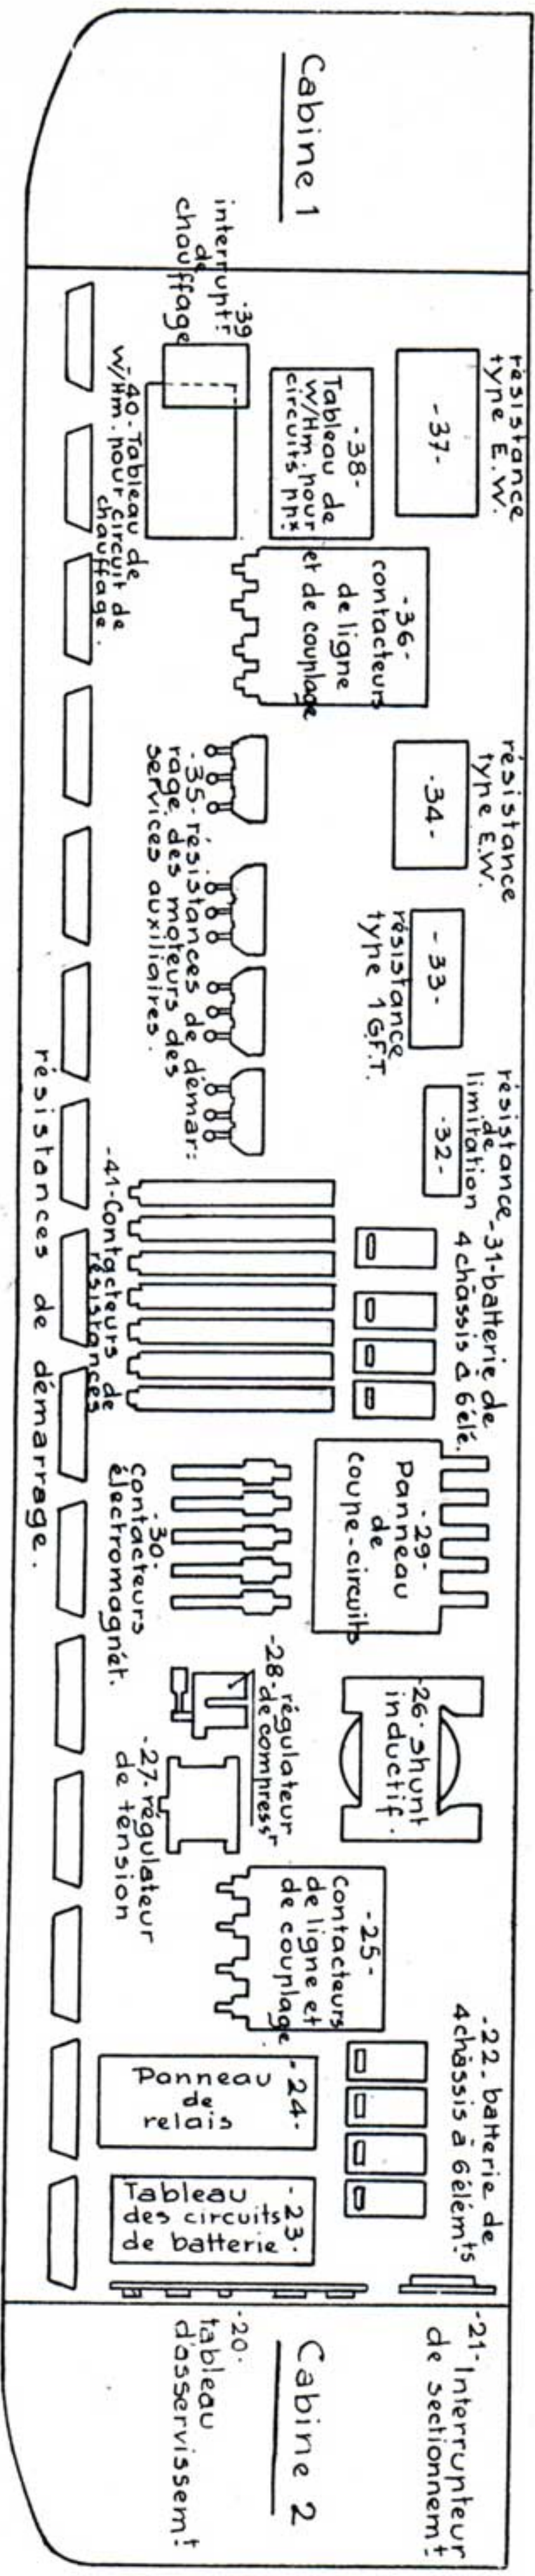 Cabine 1
résistance
type E.W.
-37-
-38-
Tableau de
W/Hm. pour
circuits ppx
-39
interrupt.r
de
chauffage
-40-Tableau de
W/Hm. pour circuit de
chauffage.
-36-
contacteurs
de ligne
et de couplage
résistance
type E.W.
-34-
-33-
résistance
type 1 G.F.T.
-35-résistances de démar:
rage des moteurs des
services auxiliaires.
résistance
de
limitation
-32-
-31-batterie de
4 châssis à 6 élé.
-41-Contacteurs de
résistances
résistances de démarrage.
-29-
Panneau
de
coupe-circuits
-30-
contacteurs
électromagnét.
-26- shunt
inductif.
-28-régulateur
de compressr
-27-régulateur
de tension
-25-
contacteurs
de ligne et
de couplage
-22-batterie de
4 châssis à 6 élémts
-24-
Panneau
de
relais
-23-
Tableau
des circuits
de batterie
-21-Interrupteur
de sectionnemt
Cabine 2
-20-
tableau
d'asservissemt